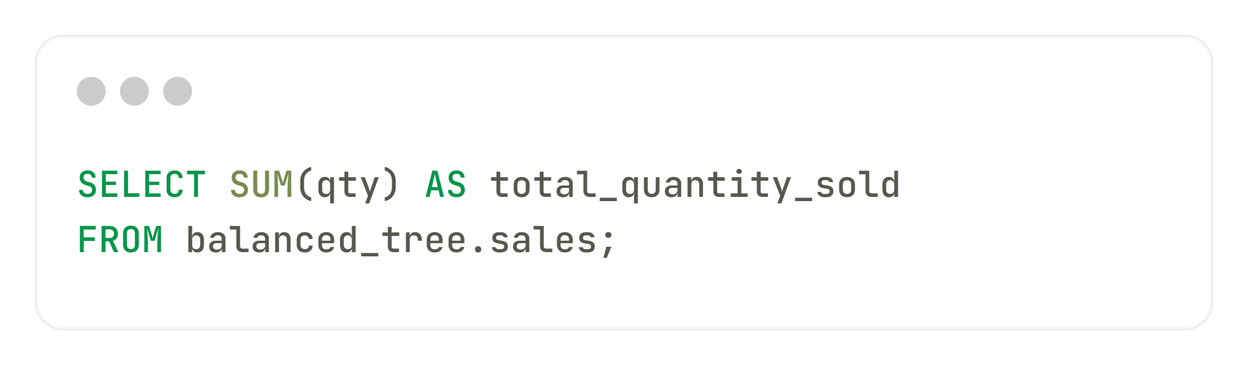 SELECT SUM(qty) AS total_quantity_sold
FROM balanced_tree.sales;